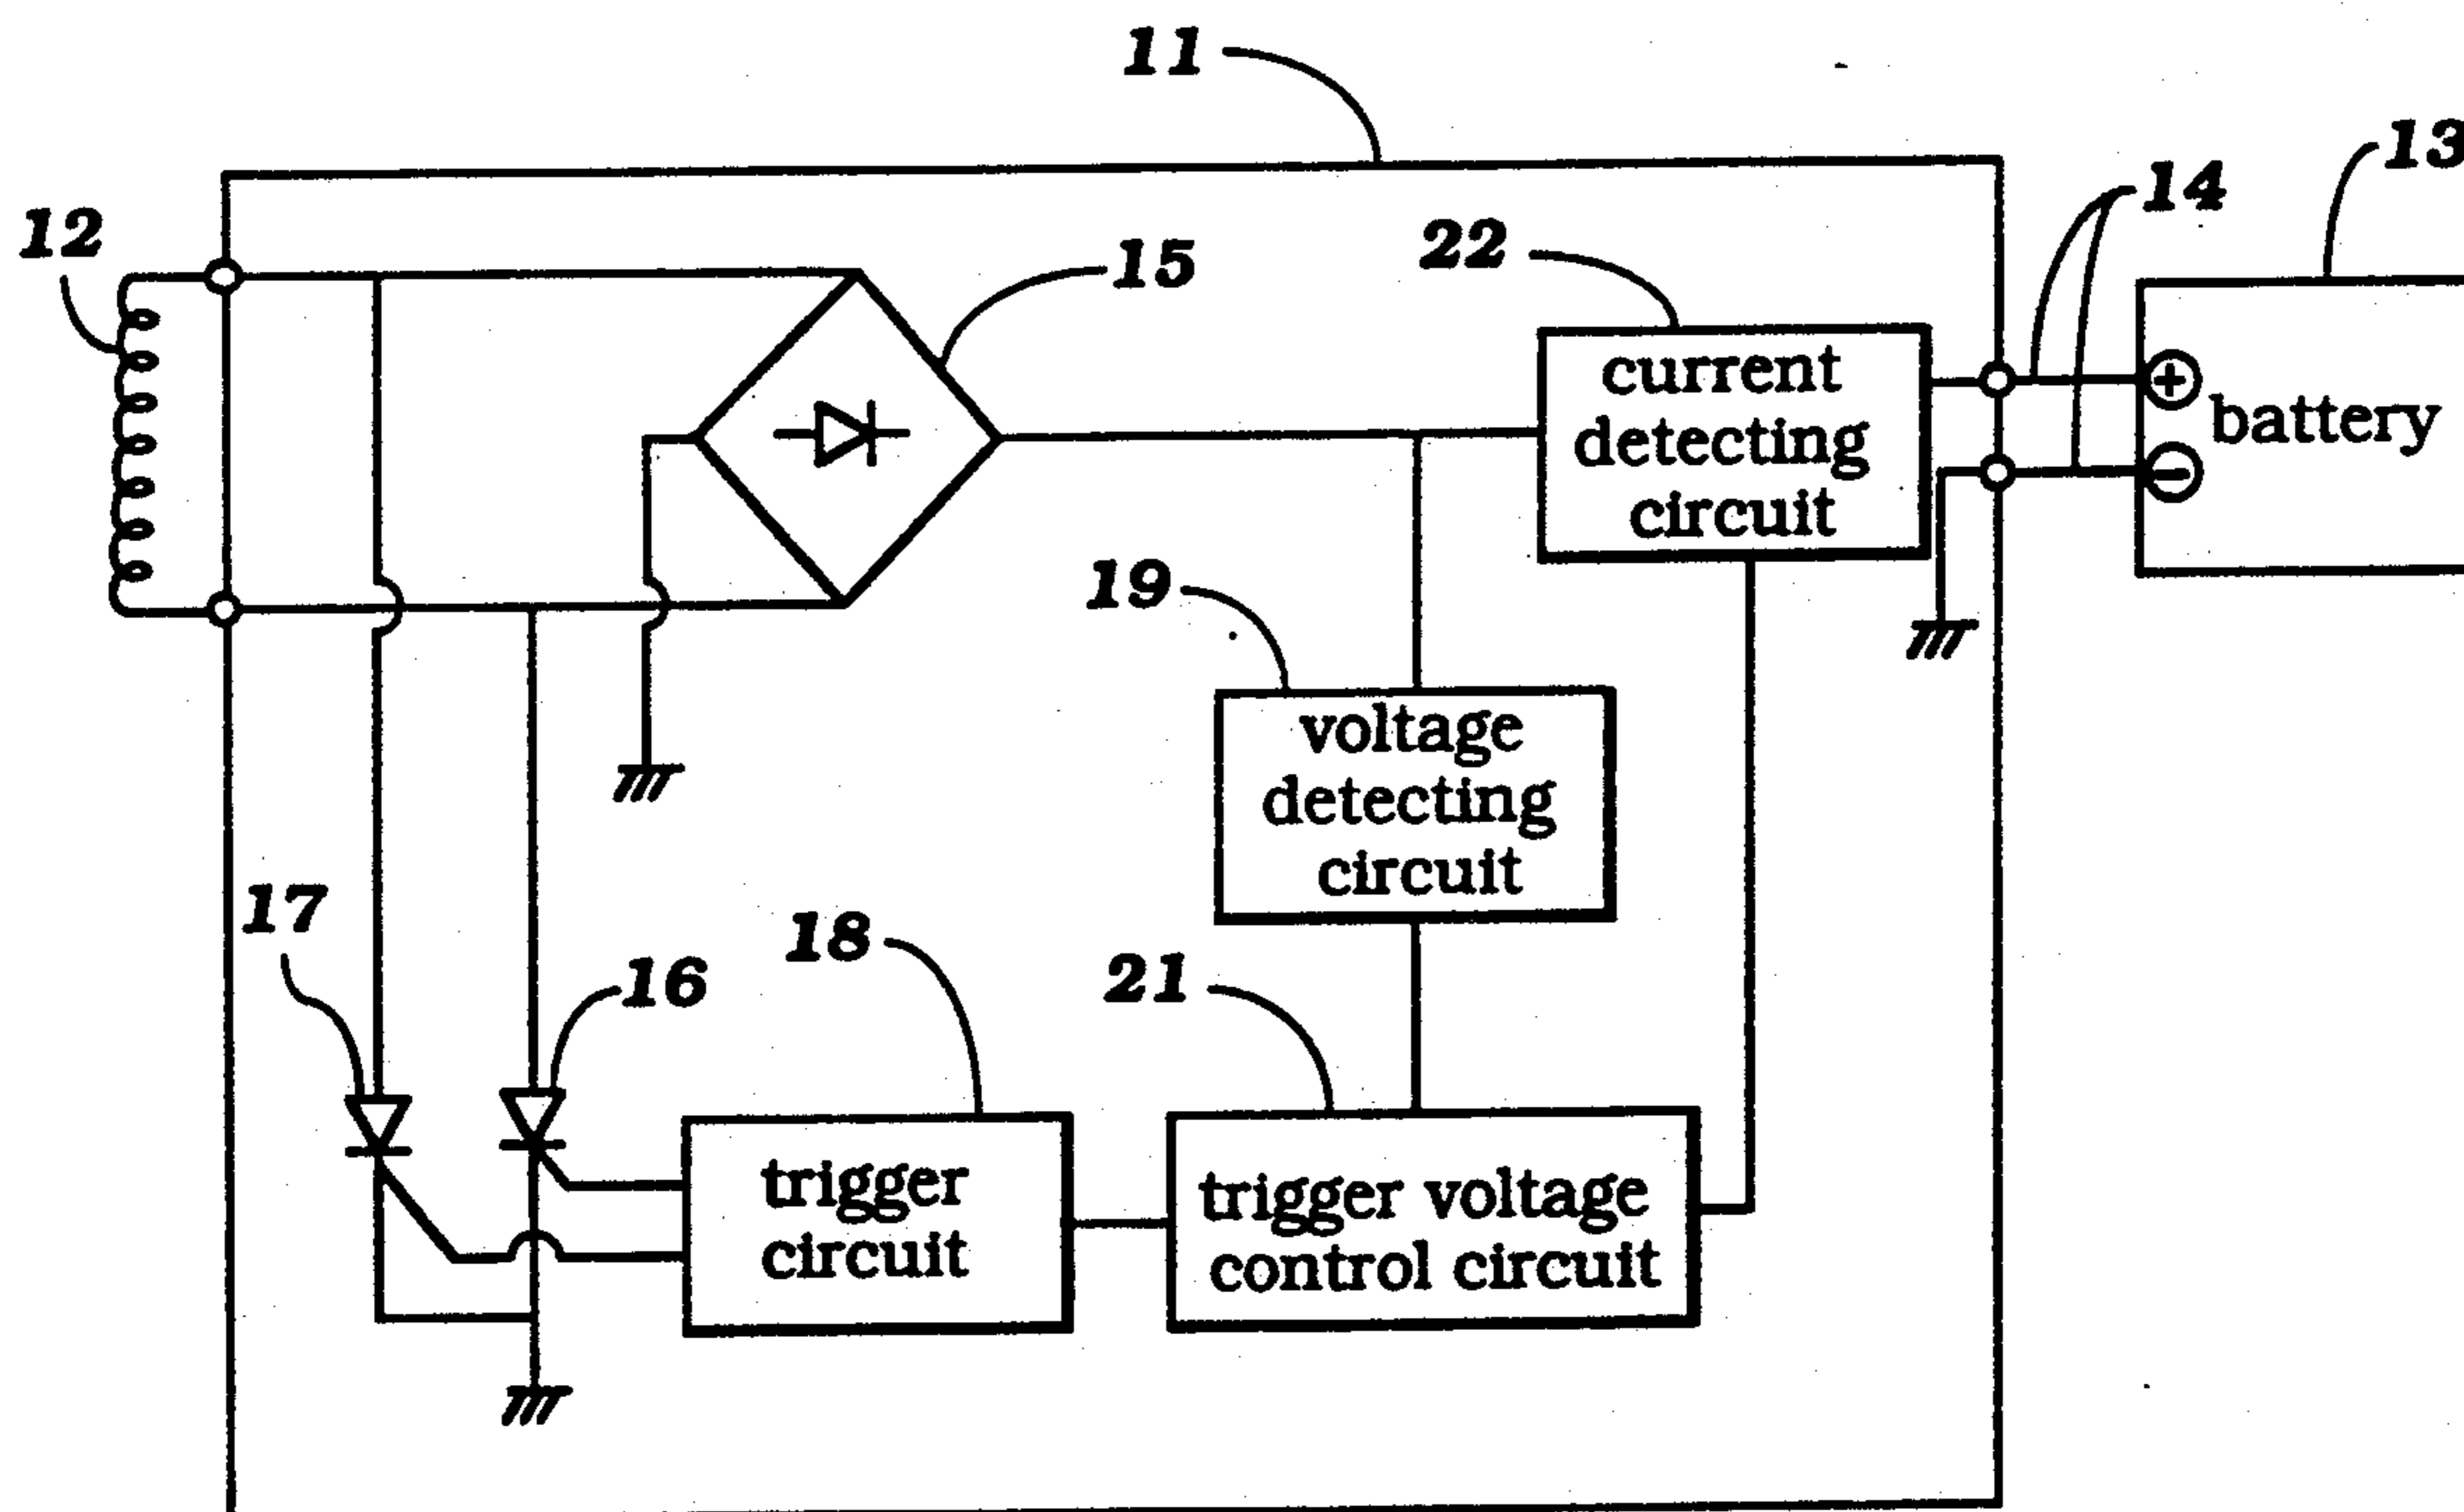 11
13
14
12
15
22
current
detecting
circuit
+
battery
−
19
voltage
detecting
circuit
17
18
16
21
trigger
circuit
trigger voltage
control circuit